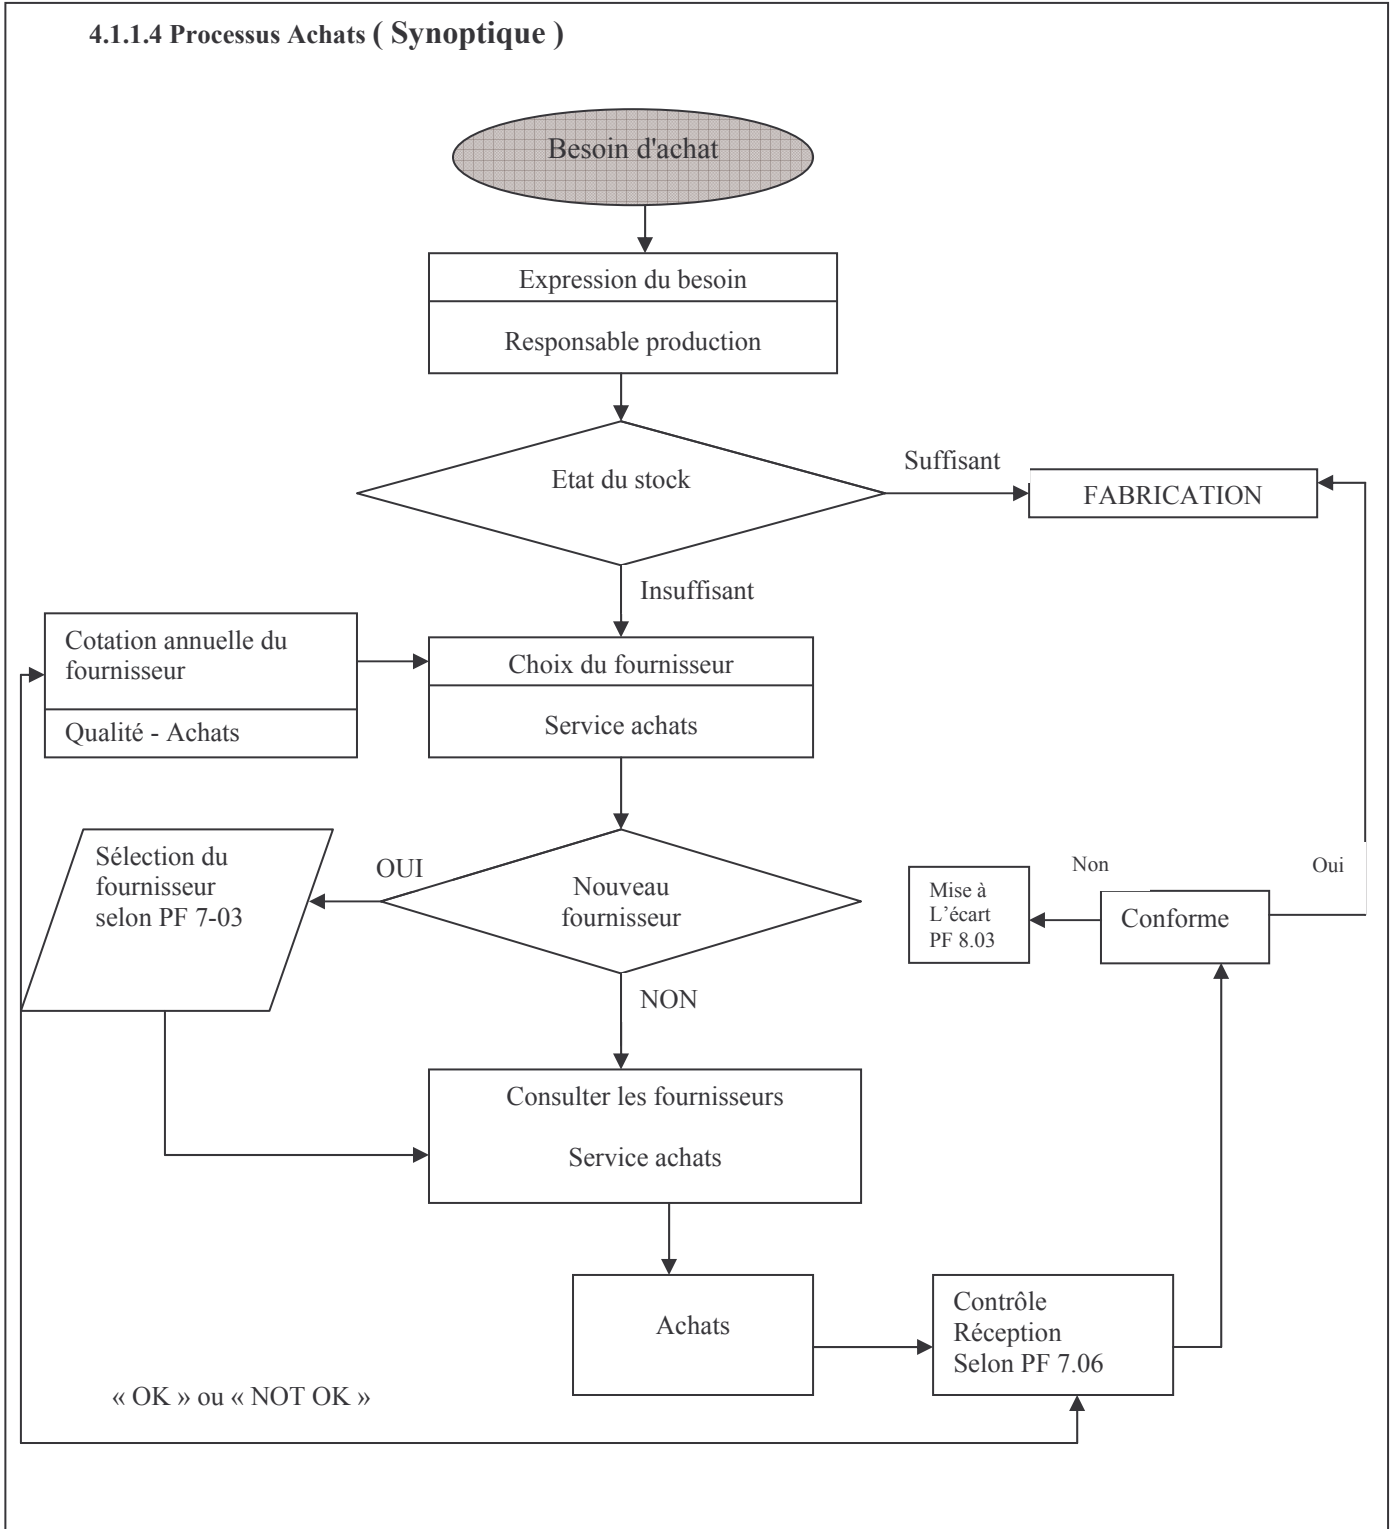 4.1.1.4 Processus Achats ( Synoptique )
Besoin d'achat
Expression du besoin
Responsable production
Etat du stock
Suffisant
FABRICATION
Insuffisant
Cotation annuelle du
fournisseur
Qualité - Achats
Choix du fournisseur
Service achats
Sélection du
fournisseur
selon PF 7-03
OUI
Nouveau
fournisseur
NON
Mise à
L’écart
PF 8.03
Non
Conforme
Oui
Consulter les fournisseurs
Service achats
Achats
Contrôle
Réception
Selon PF 7.06
« OK » ou « NOT OK »